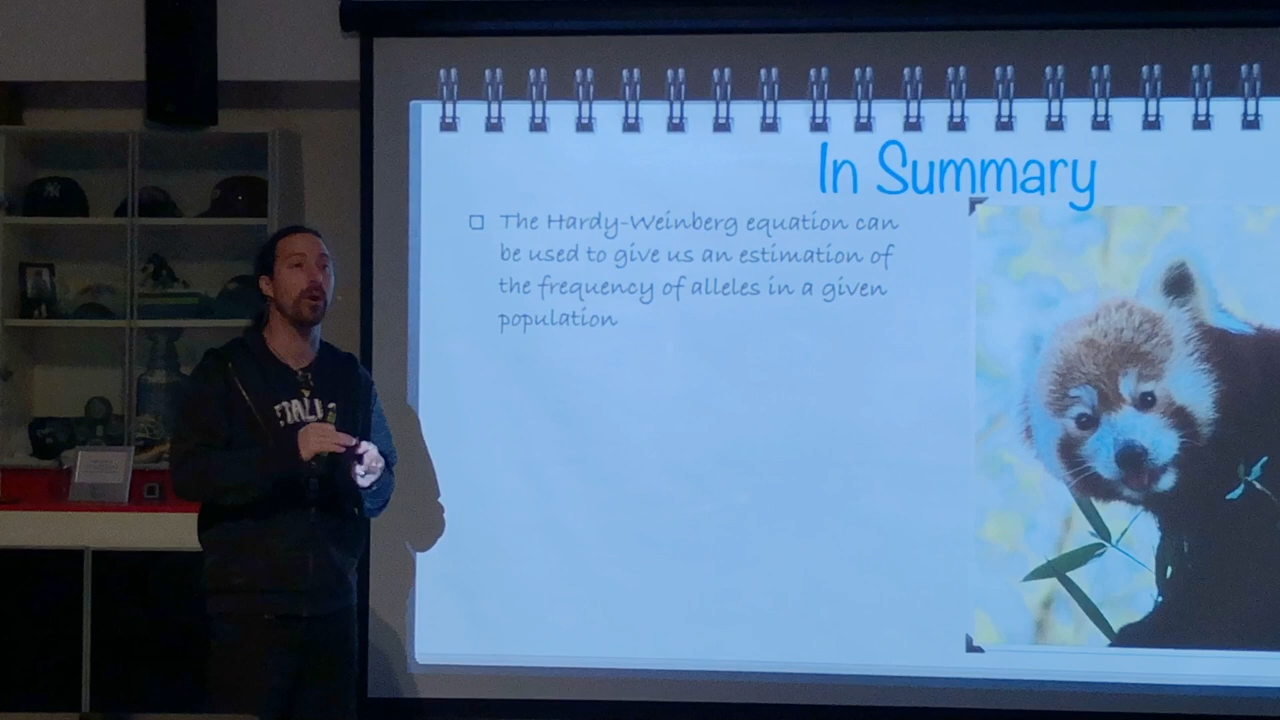 In Summary
The Hardy-Weinberg equation can
be used to give us an estimation of
the frequency of alleles in a given
population